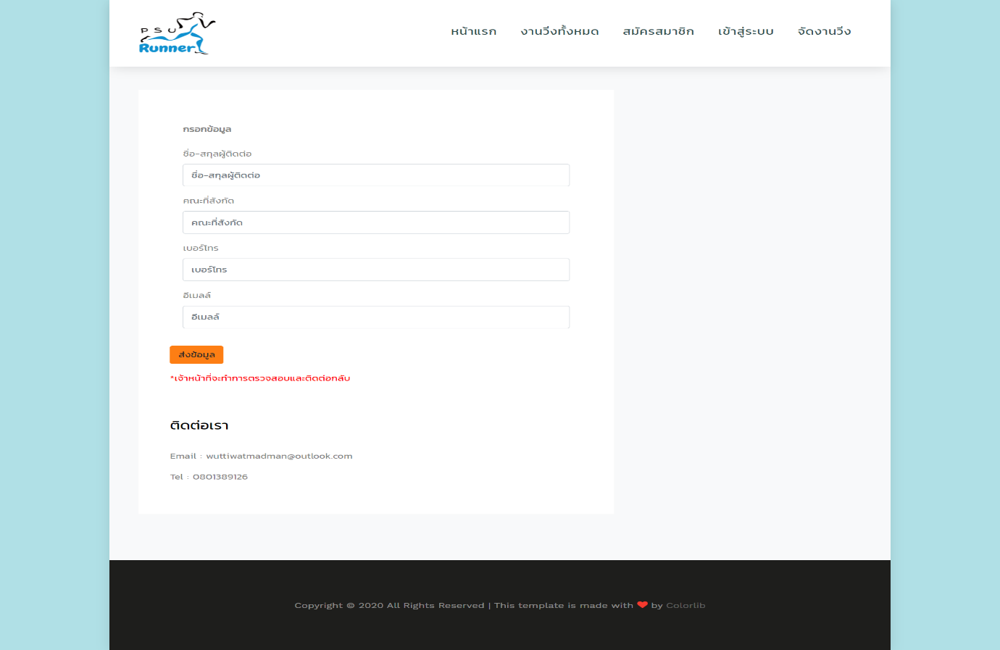 P S U
Runner
หน้าแรก งานวิ่งทั้งหมด สมัครสมาชิก เข้าสู่ระบบ จัดงานวิ่ง
กรอกข้อมูล
ชื่อ-สกุลผู้ติดต่อ
ชื่อ-สกุลผู้ติดต่อ
คณะที่สังกัด
คณะที่สังกัด
เบอร์โทร
เบอร์โทร
อีเมลล์
อีเมลล์
ส่งข้อมูล
*เจ้าหน้าที่จะทำการตรวจสอบและติดต่อกลับ
ติดต่อเรา
Email : wuttiwatmadman@outlook.com
Tel : 0801389126
Copyright © 2020 All Rights Reserved | This template is made with ❤ by Colorlib